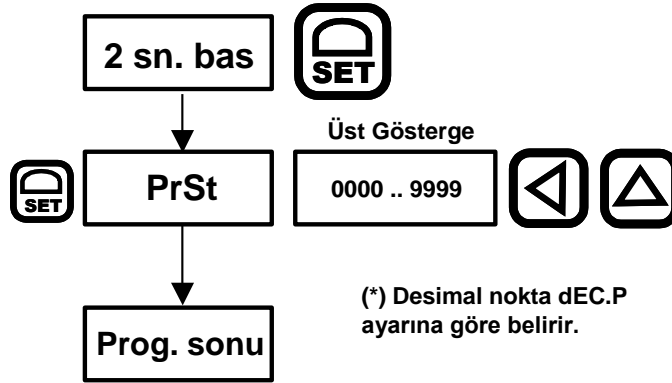 2 sn. bas
SET
Üst Gösterge
SET
PrSt
0000 .. 9999
(*) Desimal nokta dEC.P
ayarına göre belirir.
Prog. sonu